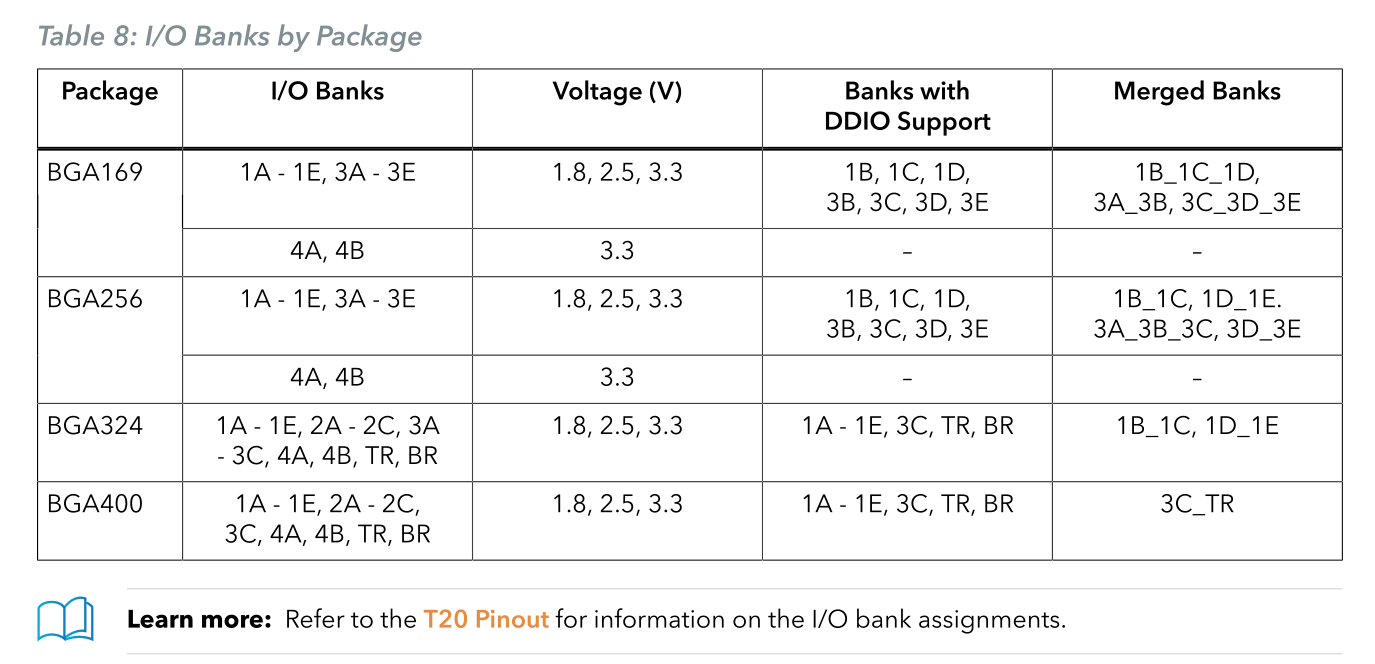 Table 8: I/O Banks by Package
Package I/O Banks Voltage (V) Banks with Merged Banks
DDIO Support
BGA169 1A - 1E, 3A - 3E 1.8, 2.5, 3.3 1B, 1C, 1D, 1B_1C_1D,
3B, 3C, 3D, 3E 3A_3B, 3C_3D_3E
4A, 4B 3.3 – –
BGA256 1A - 1E, 3A - 3E 1.8, 2.5, 3.3 1B, 1C, 1D, 1B_1C, 1D_1E.
3B, 3C, 3D, 3E 3A_3B_3C, 3D_3E
4A, 4B 3.3 – –
BGA324 1A - 1E, 2A - 2C, 3A 1.8, 2.5, 3.3 1A - 1E, 3C, TR, BR 1B_1C, 1D_1E
- 3C, 4A, 4B, TR, BR
BGA400 1A - 1E, 2A - 2C, 1.8, 2.5, 3.3 1A - 1E, 3C, TR, BR 3C_TR
3C, 4A, 4B, TR, BR
Learn more: Refer to the T20 Pinout for information on the I/O bank assignments.